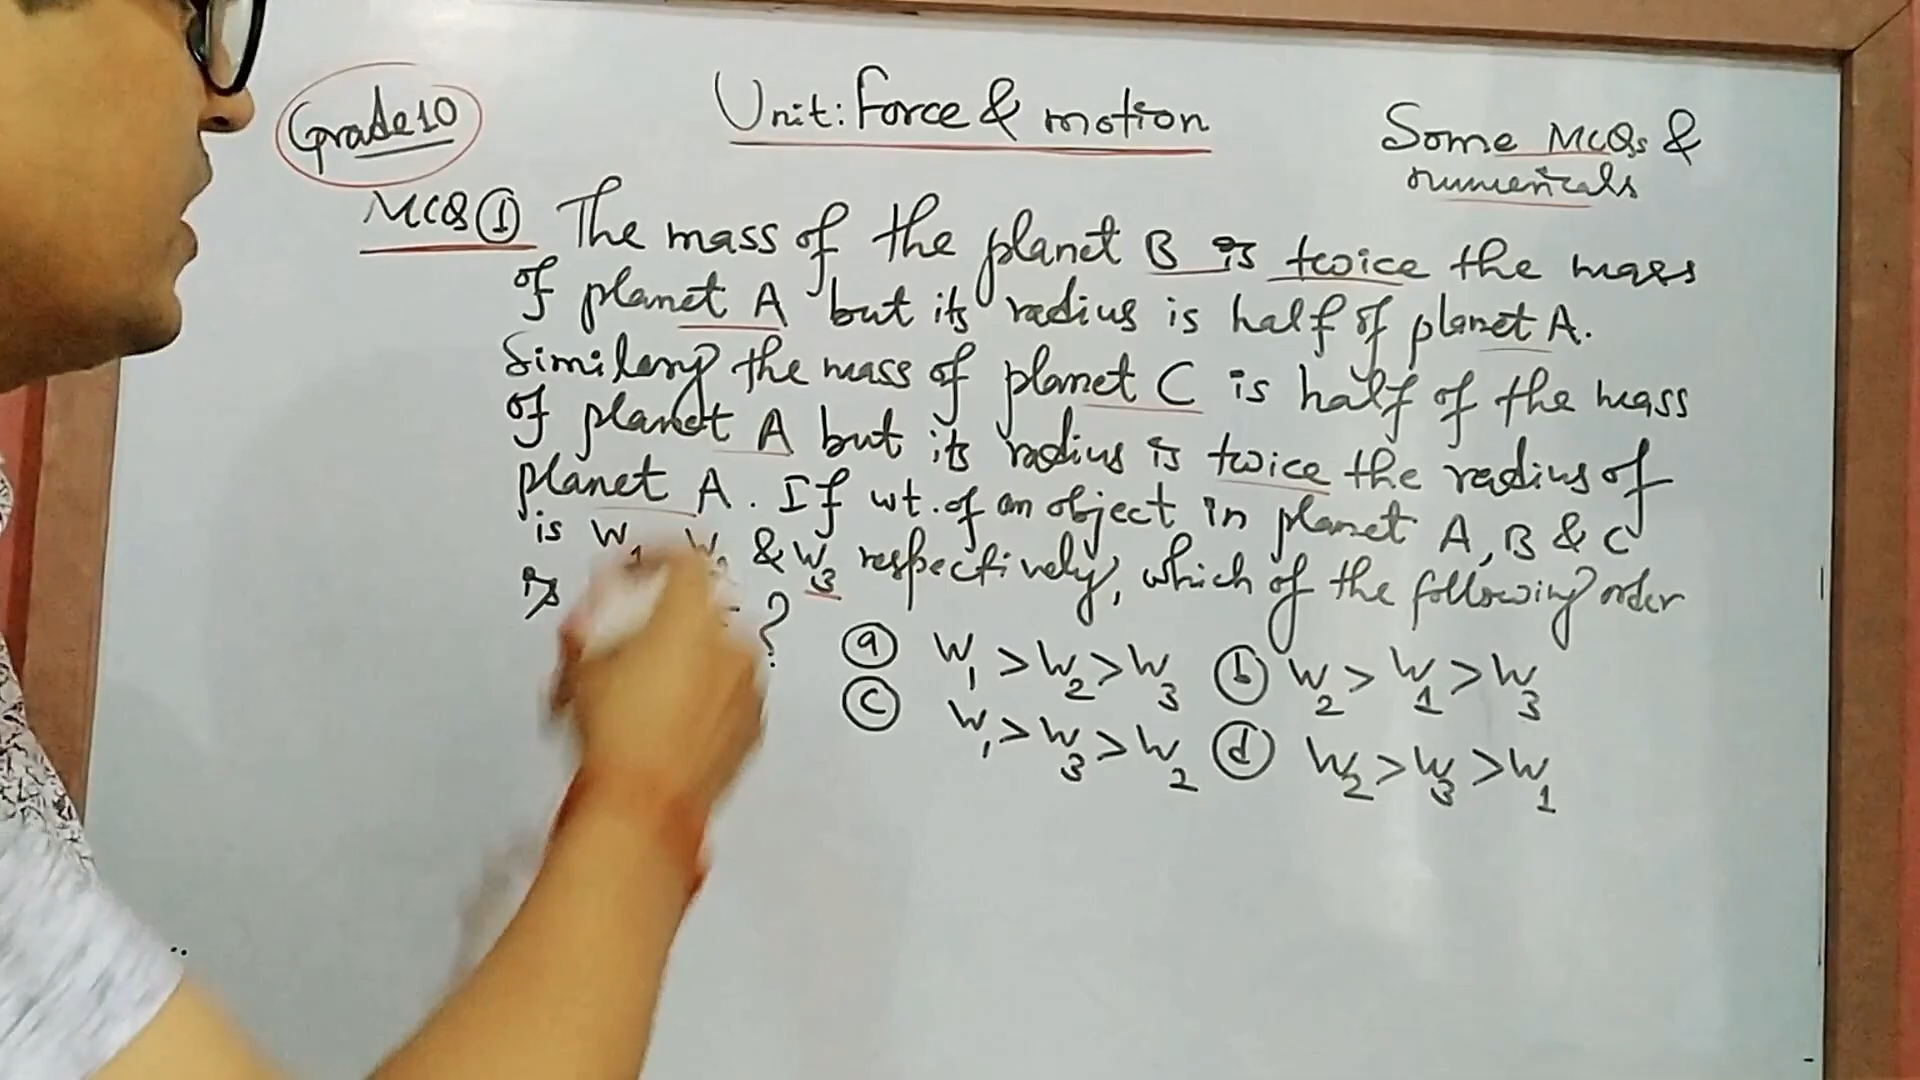 Grade 10
Unit: Force & motion
Some MCQs &
numericals
MCQ ① The mass of the planet B is twice the mass
of planet A but its radius is half of planet A.
Similarly the mass of planet C is half of the mass
of planet A but its radius is twice the radius of
planet A. If wt. of an object in planet A, B & C
is W1 & W3 respectively, which of the following order
is ?
ⓐ W1 > W2 > W3 ⓑ W2 > W1 > W3
ⓒ W1 > W3 > W2 ⓓ W2 > W3 > W1